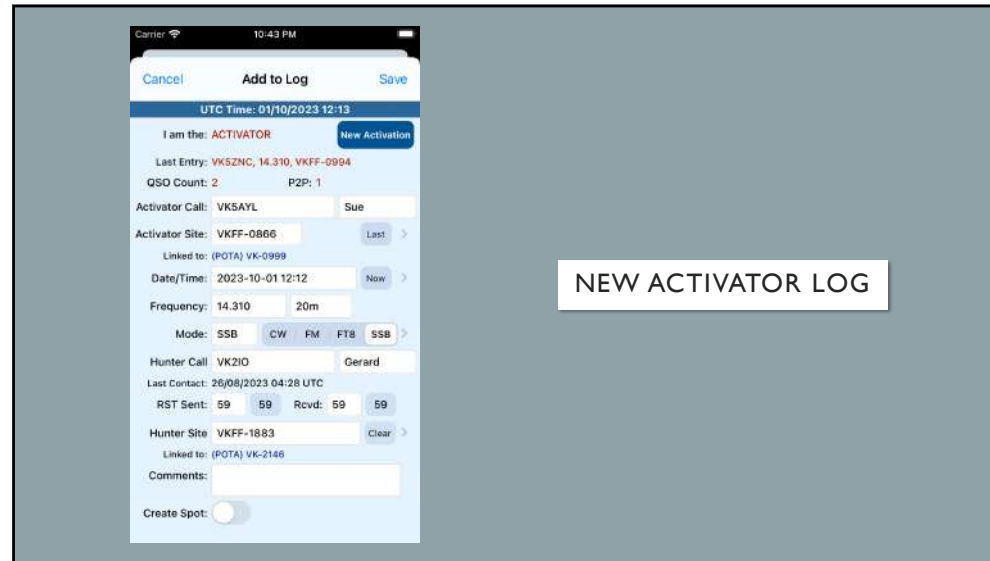 Carrier 10:43 PM
Cancel Add to Log Save
UTC Time: 01/10/2023 12:13
I am the: ACTIVATOR New Activation
Last Entry: VK5ZNC, 14.310, VKFF-0994
QSO Count: 2 P2P: 1
Activator Call: VK5AYL Sue
Activator Site: VKFF-0866 Last
Linked to: (POTA) VK-0999
Date/Time: 2023-10-01 12:12 Now
NEW ACTIVATOR LOG
Frequency: 14.310 20m
Mode: SSB CW FM FT8 SSB
Hunter Call VK2IO Gerard
Last Contact: 26/08/2023 04:28 UTC
RST Sent: 59 59 Rcvd: 59 59
Hunter Site VKFF-1883 Clear
Linked to: (POTA) VK-2146
Comments:
Create Spot: